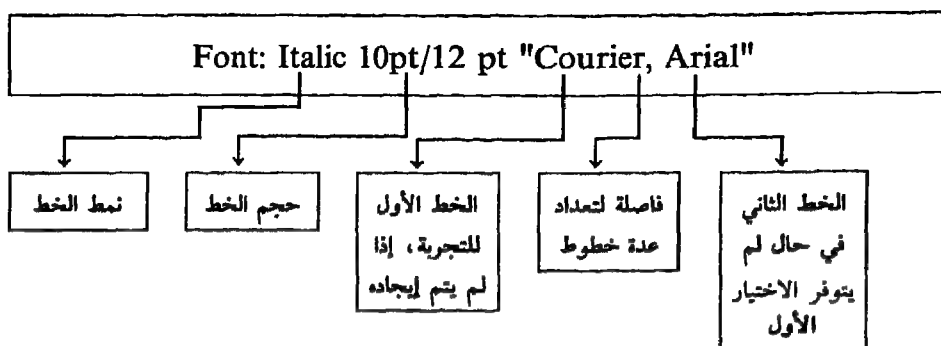 Font: Italic 10pt/12 pt "Courier, Arial"
نمط الخط
حجم الخط
الخط الأول
للتجربة، إذا
لم يتم إيجاده
فاصلة لتعداد
عدة خطوط
الخط الثاني
في حال لم
يتوفر الاختيار
الأول